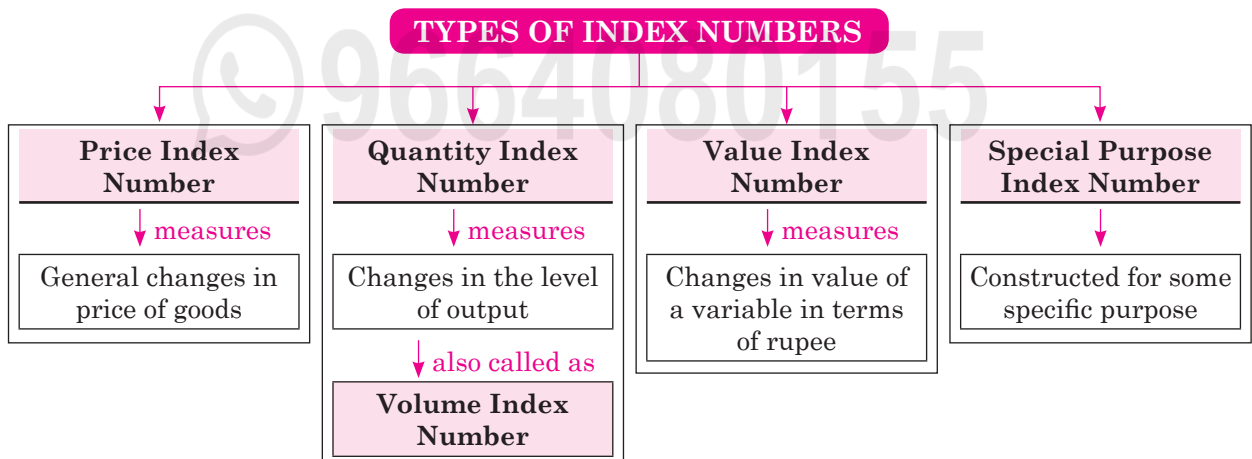 TYPES OF INDEX NUMBERS
9664080155
Price Index
Number
measures
General changes in
price of goods
Quantity Index
Number
measures
Changes in the level
of output
also called as
Volume Index
Number
Value Index
Number
measures
Changes in value of
a variable in terms
of rupee
Special Purpose
Index Number
Constructed for some
specific purpose